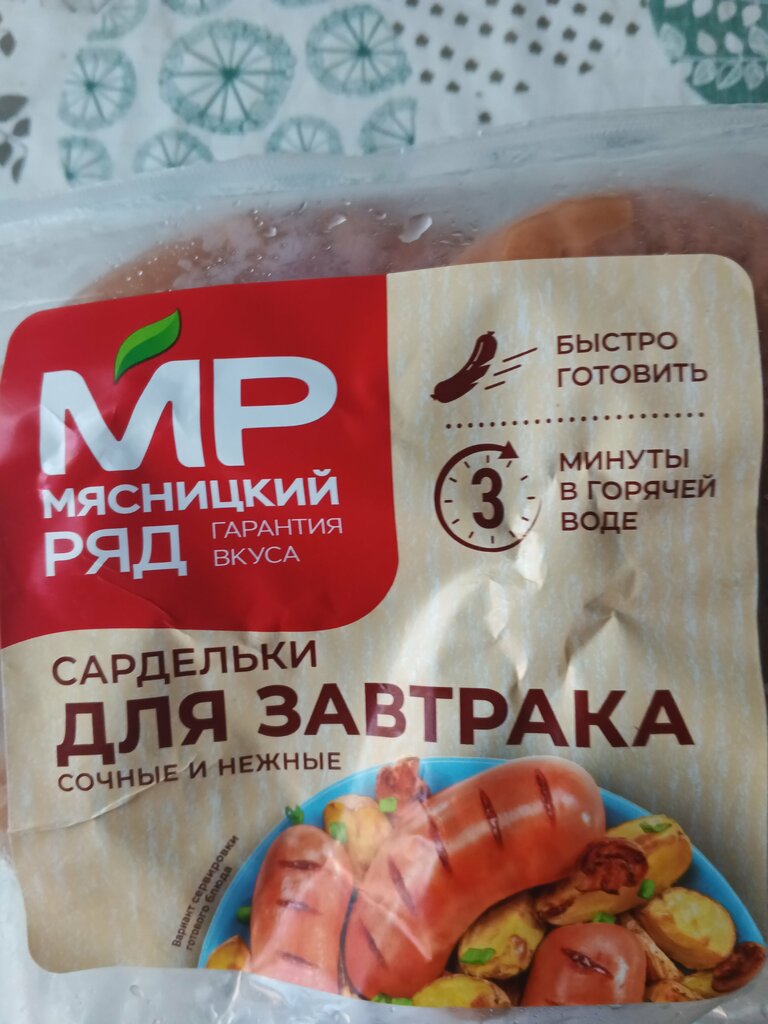 МР
МЯСНИЦКИЙ
РЯД
ГАРАНТИЯ
ВКУСА
БЫСТРО
ГОТОВИТЬ
3
МИНУТЫ
В ГОРЯЧЕЙ
ВОДЕ
САРДЕЛЬКИ
ДЛЯ ЗАВТРАКА
СОЧНЫЕ И НЕЖНЫЕ
Вариант сервировки
готового блюда